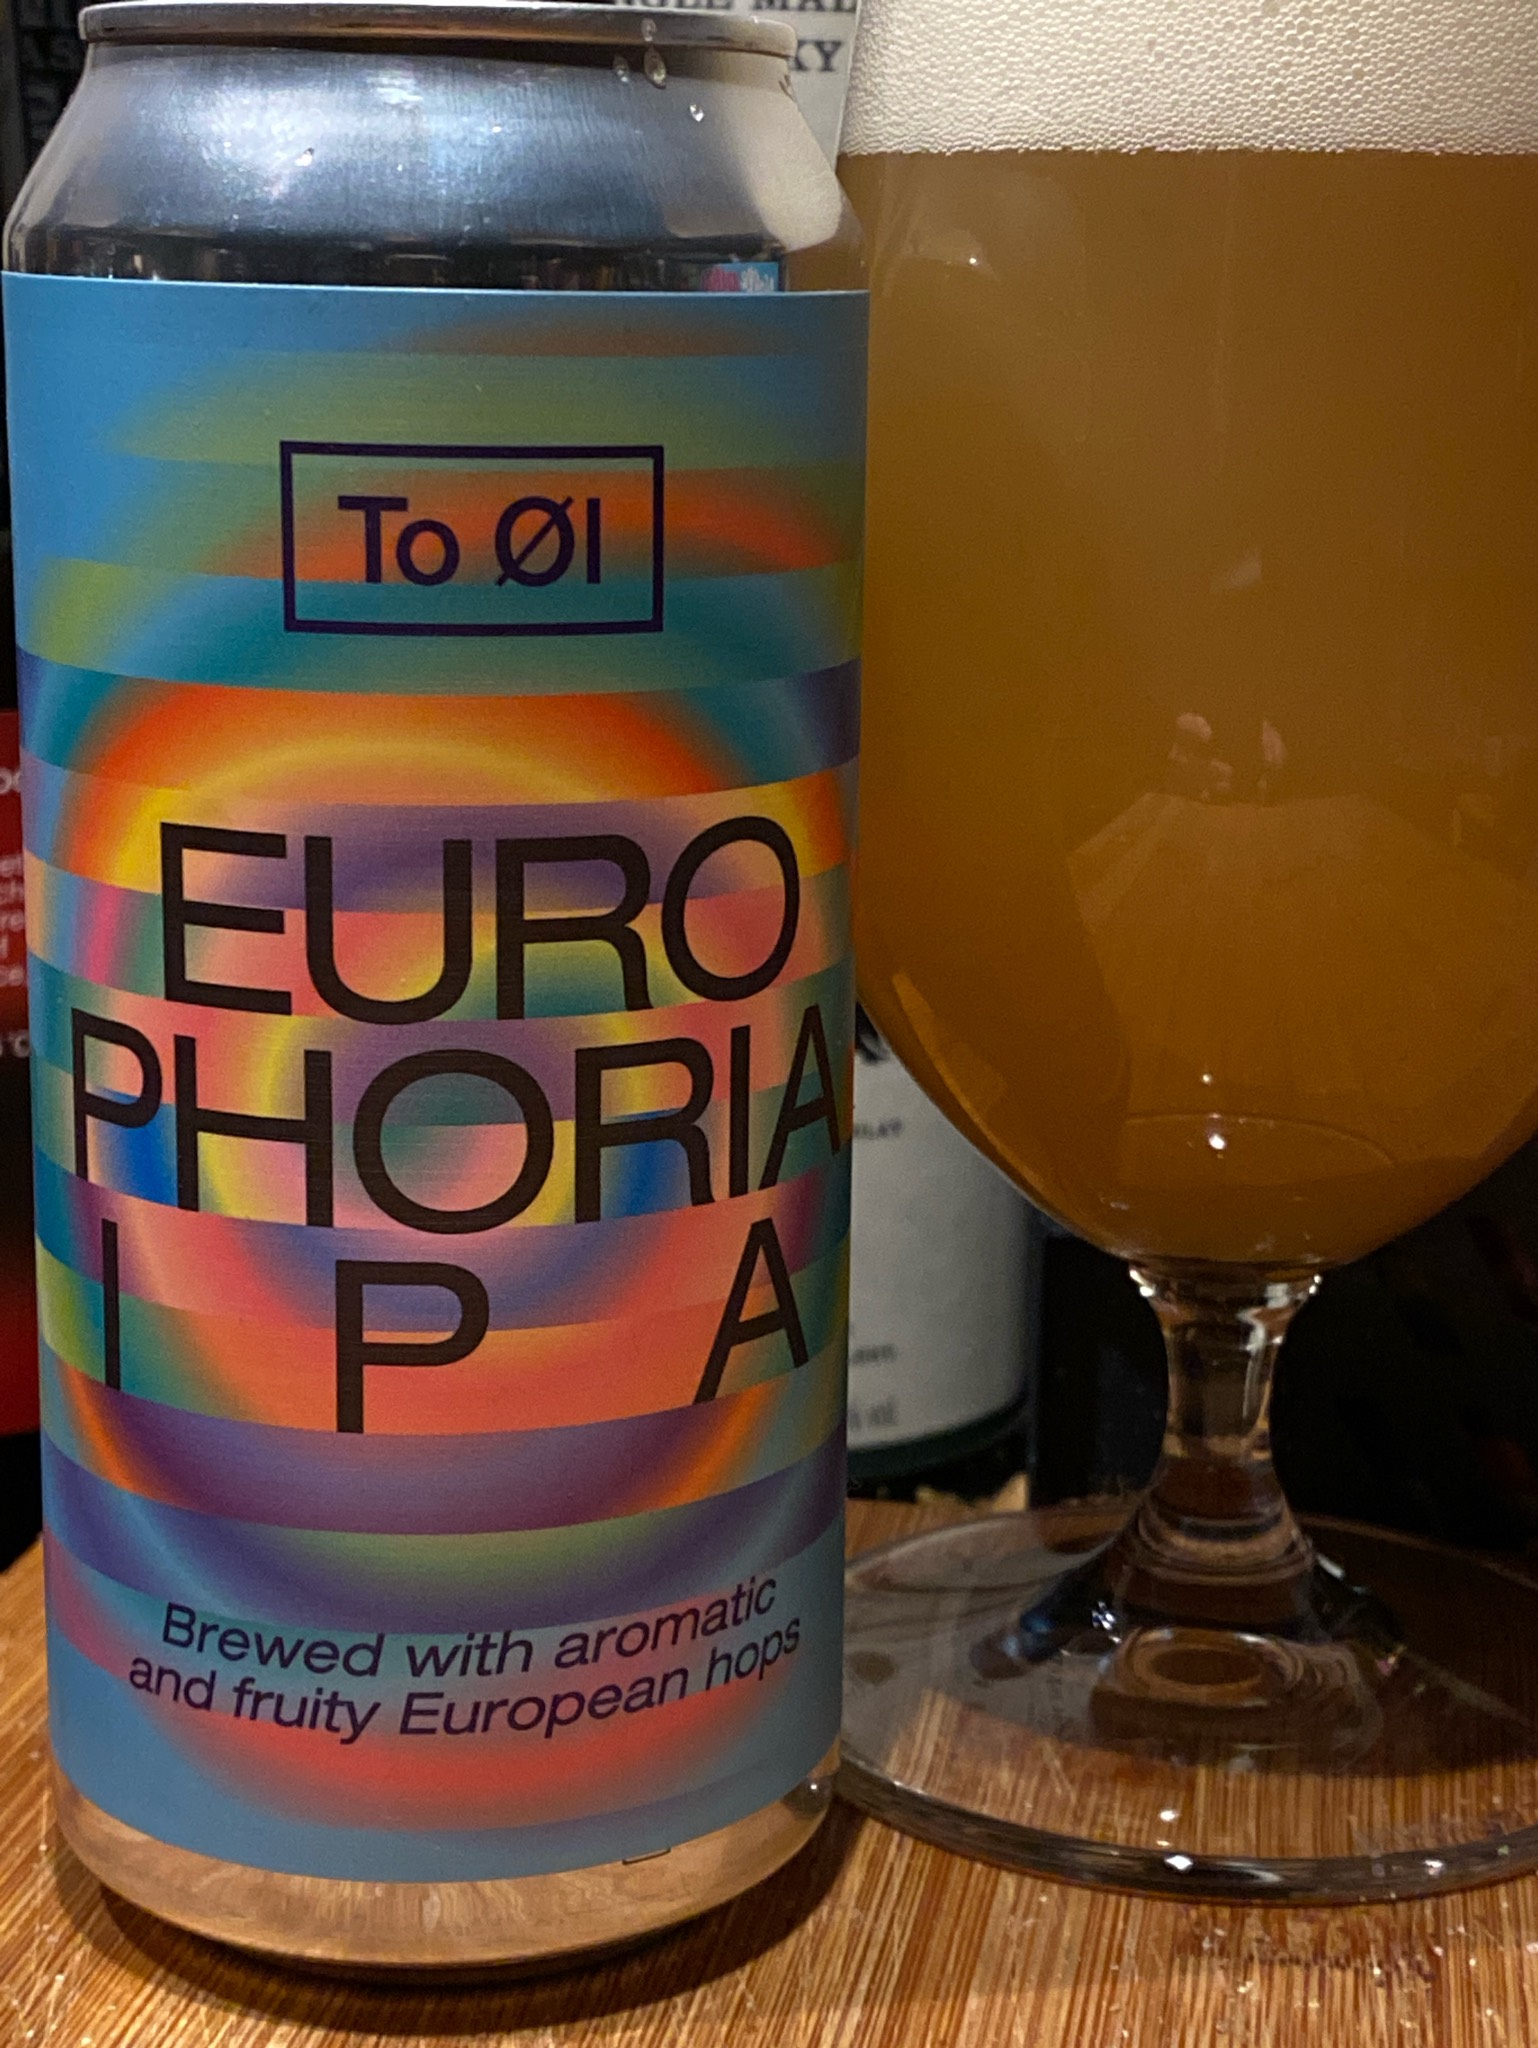 To Øl
EURO
PHORIA
I P A
Brewed with aromatic
and fruity European hops